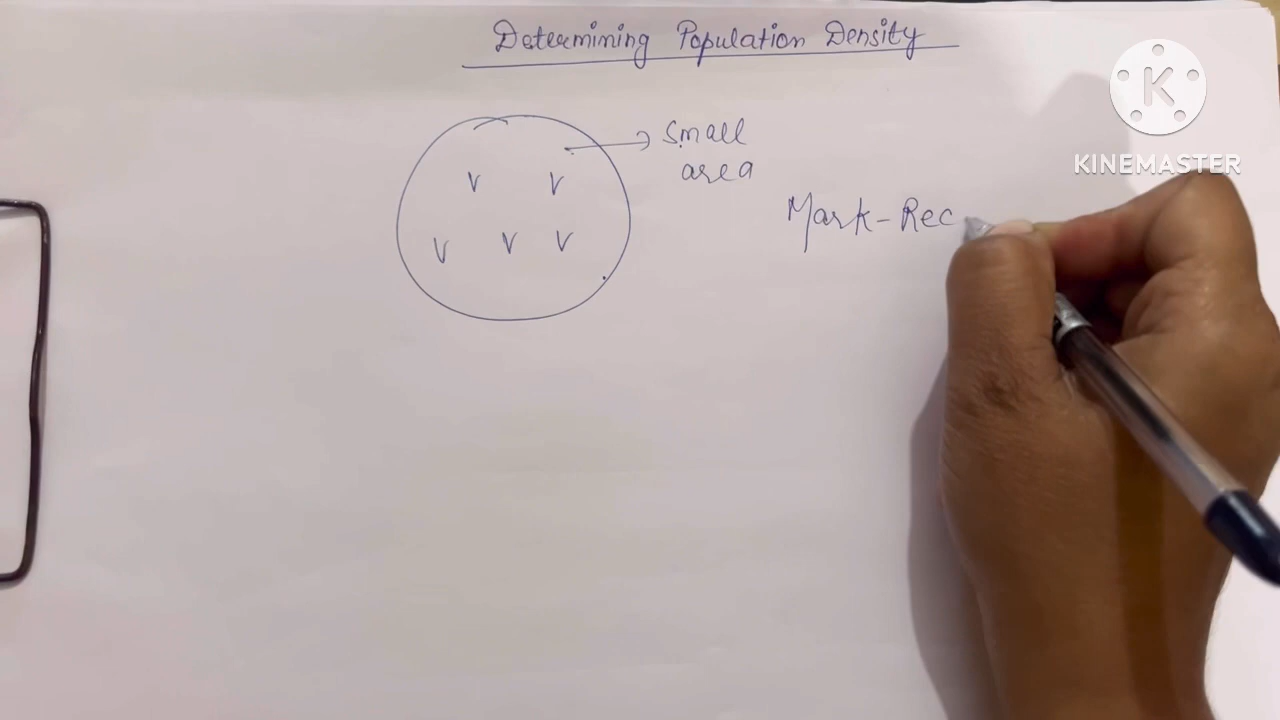 Determining Population Density
Small
area
V V
V V V
Mark-Rec
K
KINEMASTER